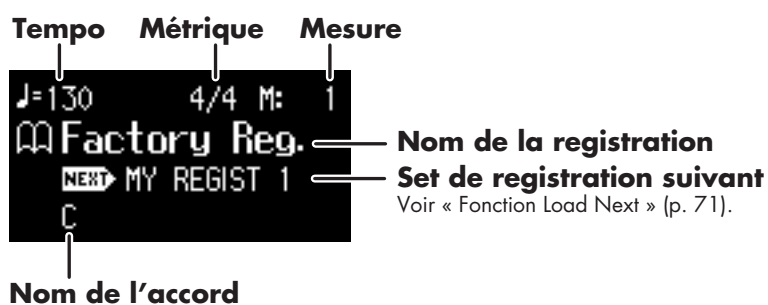 Tempo Métrique Mesure
♩=130 4/4 M: 1
Factory Reg.
Nom de la registration
NEXT MY REGIST 1
Set de registration suivant
Voir « Fonction Load Next » (p. 71).
C
Nom de l’accord